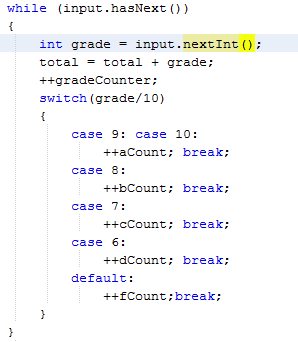 while (input.hasNext())
{
int grade = input.nextInt();
total = total + grade;
++gradeCounter;
switch(grade/10)
{
case 9: case 10:
++aCount; break;
case 8:
++bCount; break;
case 7:
++cCount; break;
case 6:
++dCount; break;
default:
++fCount;break;
}
}